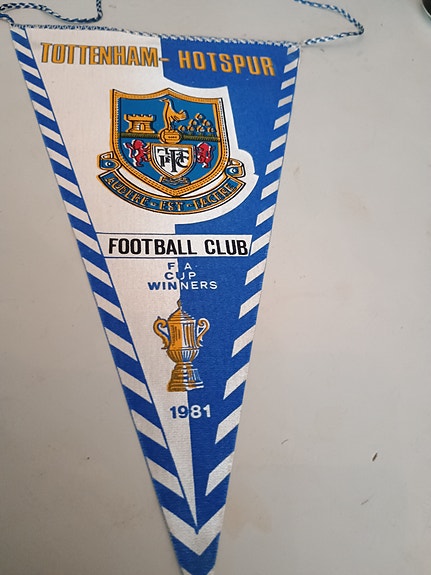 TOTTENHAM- HOTSPUR
THFC
AUDERE · EST · FACERE
FOOTBALL CLUB
F A
CUP
WINNERS
1981